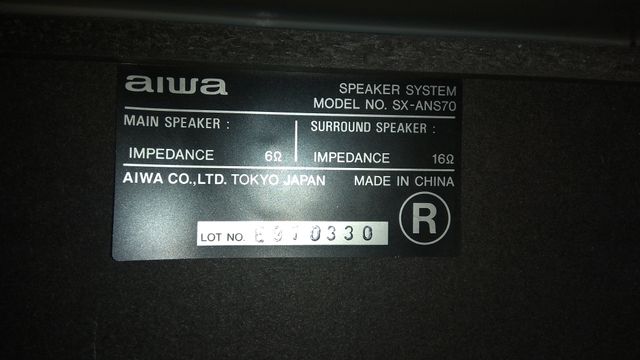 aiwa
SPEAKER SYSTEM
MODEL NO. SX-ANS70
MAIN SPEAKER :
IMPEDANCE 6Ω
SURROUND SPEAKER :
IMPEDANCE 16Ω
AIWA CO.,LTD. TOKYO JAPAN
MADE IN CHINA
R
LOT NO.